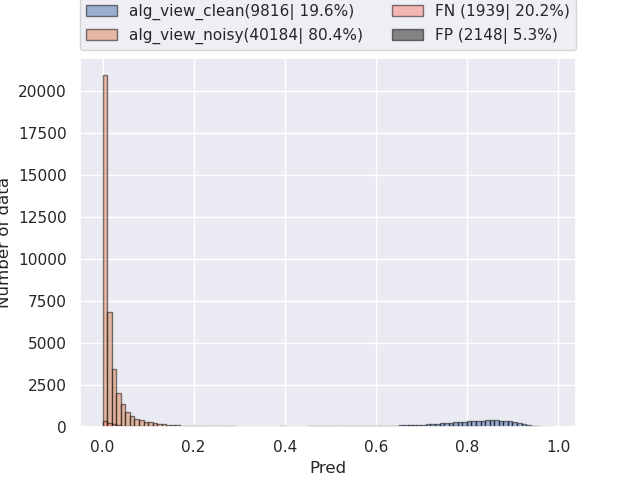 alg_view_clean(9816| 19.6%)
FN (1939| 20.2%)
alg_view_noisy(40184| 80.4%)
FP (2148| 5.3%)
20000
17500
15000
12500
10000
7500
5000
2500
0
Number of data
0.0 0.2 0.4 0.6 0.8 1.0
Pred